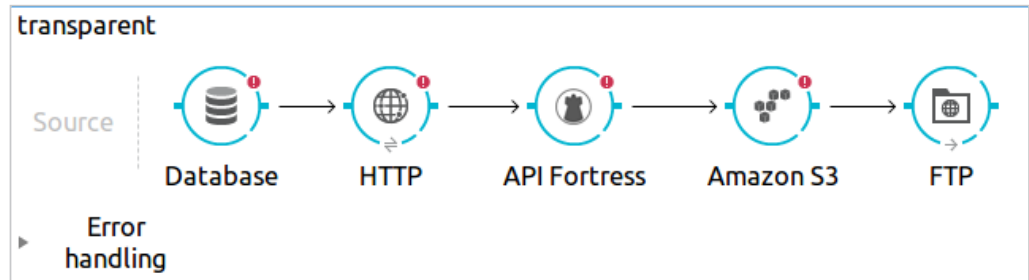 transparent
Source
Database
HTTP
API Fortress
Amazon S3
FTP
Error
handling